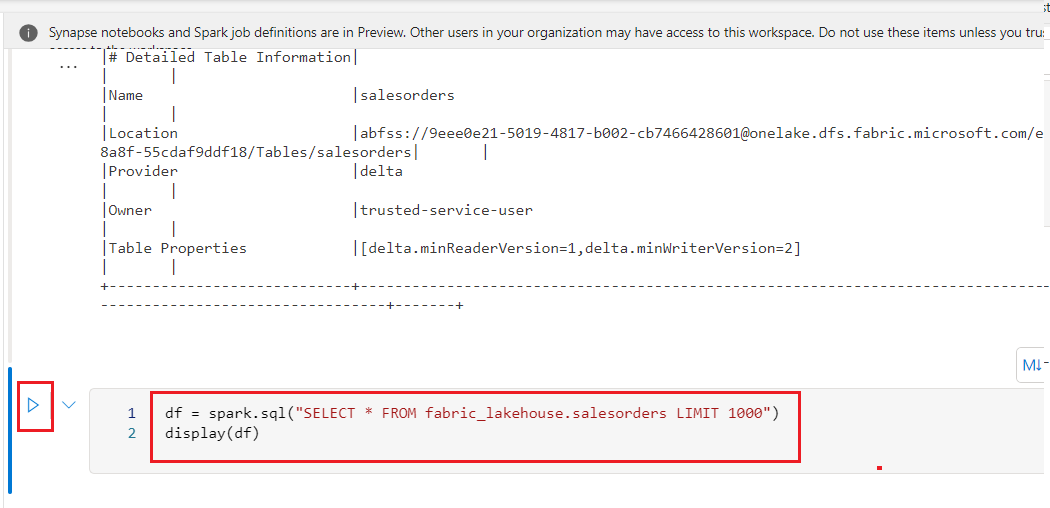 st
Synapse notebooks and Spark job definitions are in Preview. Other users in your organization may have access to this workspace. Do not use these items unless you trus
access to the workspace.
...
|# Detailed Table Information|
| |
|Name |salesorders
| |
|Location |abfss://9eee0e21-5019-4817-b002-cb7466428601@onelake.dfs.fabric.microsoft.com/e
8a8f-55cdaf9ddf18/Tables/salesorders| |
|Provider |delta
| |
|Owner |trusted-service-user
| |
|Table Properties |[delta.minReaderVersion=1,delta.minWriterVersion=2]
| |
+----------------------------+--------------------------------------------------------------------------------
---------------------------------+-------+
M↓
1 df = spark.sql("SELECT * FROM fabric_lakehouse.salesorders LIMIT 1000")
2 display(df)